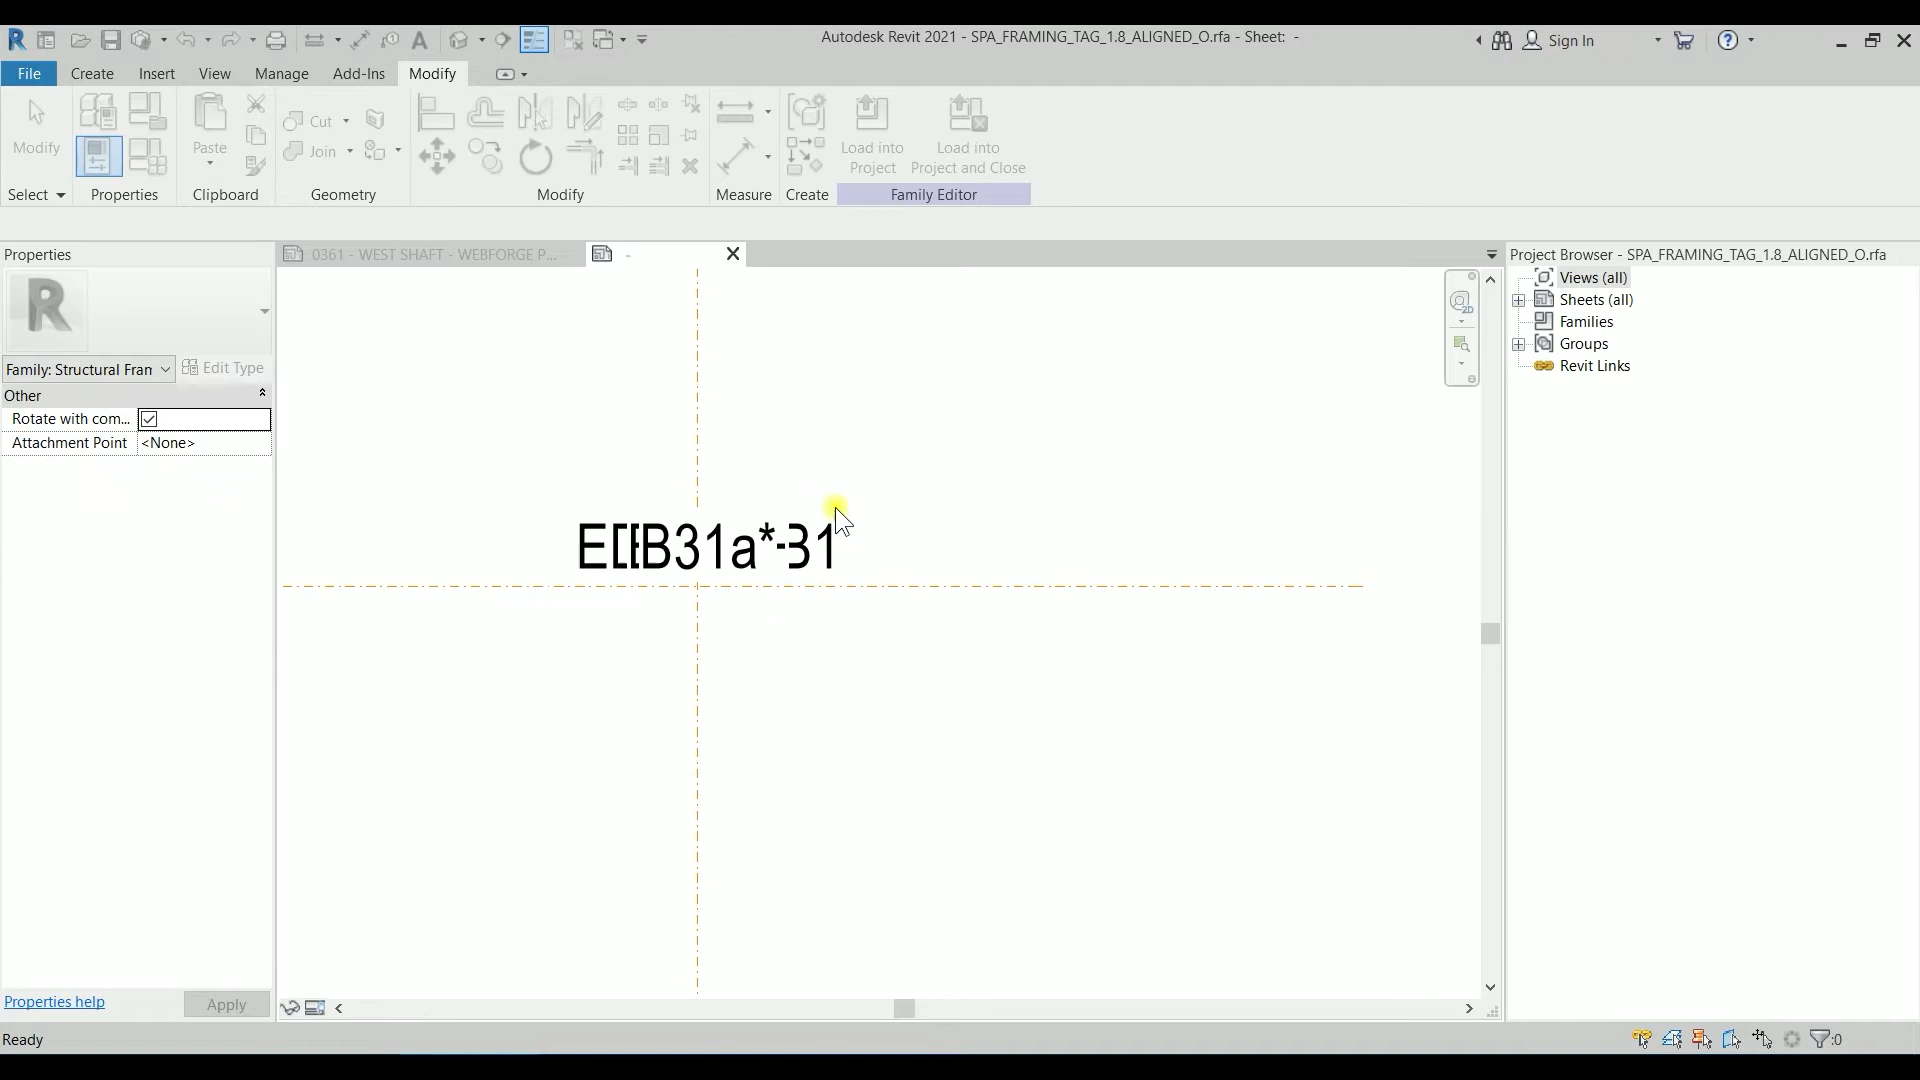 Autodesk Revit 2021 - SPA_FRAMING_TAG_1.8_ALIGNED_O.rfa - Sheet: -
Sign In
File Create Insert View Manage Add-Ins Modify
Modify
Paste
Cut
Join
Load into Project
Load into Project and Close
Select Properties Clipboard Geometry Modify Measure Create Family Editor
Properties
0361 - WEST SHAFT - WEBFORGE P...
-
Project Browser - SPA_FRAMING_TAG_1.8_ALIGNED_O.rfa
Views (all)
Sheets (all)
Families
Groups
Revit Links
2D
Family: Structural Fram
Edit Type
Other
Rotate with com...
Attachment Point <None>
B31a*-
Properties help
Apply
Ready
:0